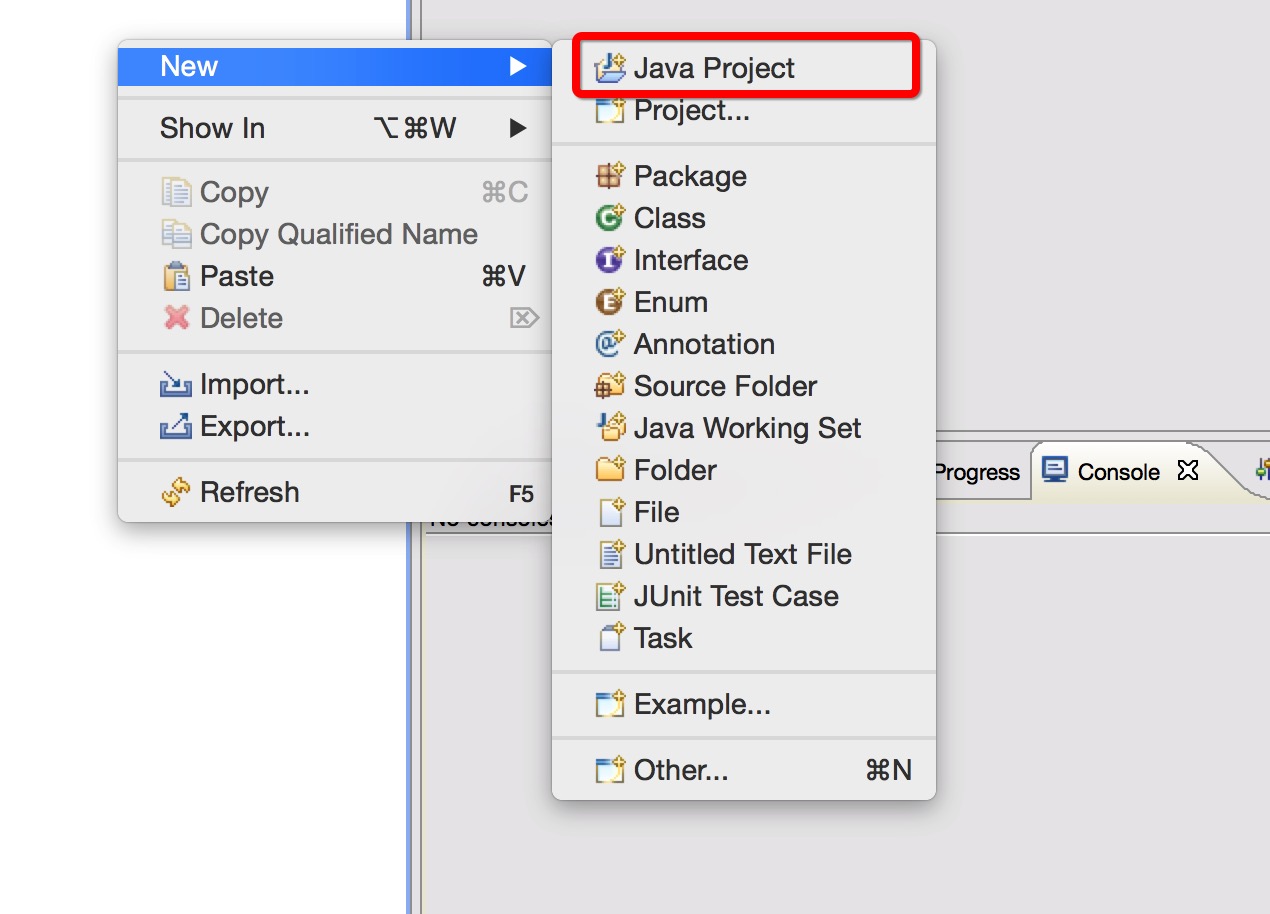 New
Show In ⌥⌘W
Copy ⌘C
Copy Qualified Name
Paste ⌘V
Delete ⌦
Import...
Export...
Refresh F5
Java Project
Project...
Package
Class
Interface
Enum
Annotation
Source Folder
Java Working Set
Folder
File
Untitled Text File
JUnit Test Case
Task
Example...
Other... ⌘N
Progress
Console
No consoles